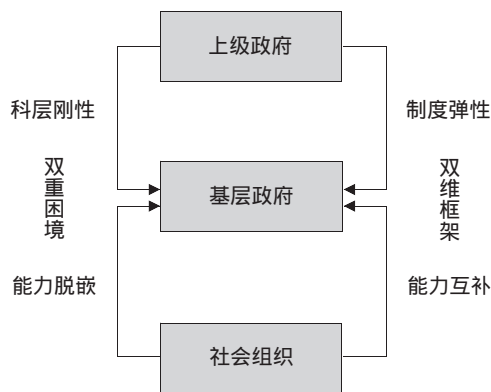 上级政府
科层刚性
制度弹性
双重困境
基层政府
双维框架
能力脱嵌
能力互补
社会组织